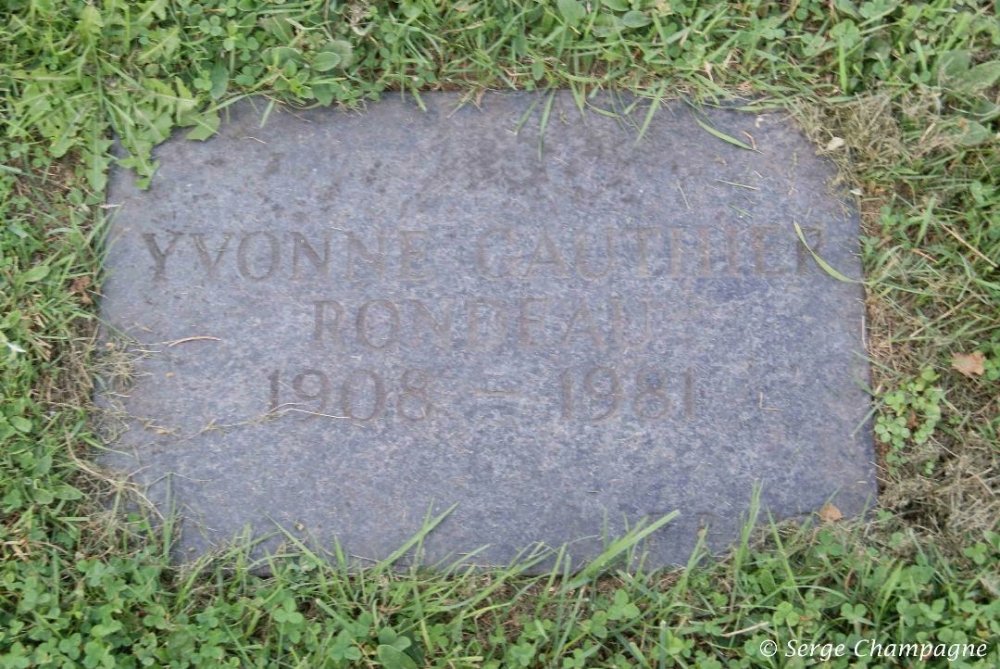 YVONNE GAUTHIER
RONDEAU
1908 - 1981
© Serge Champagne